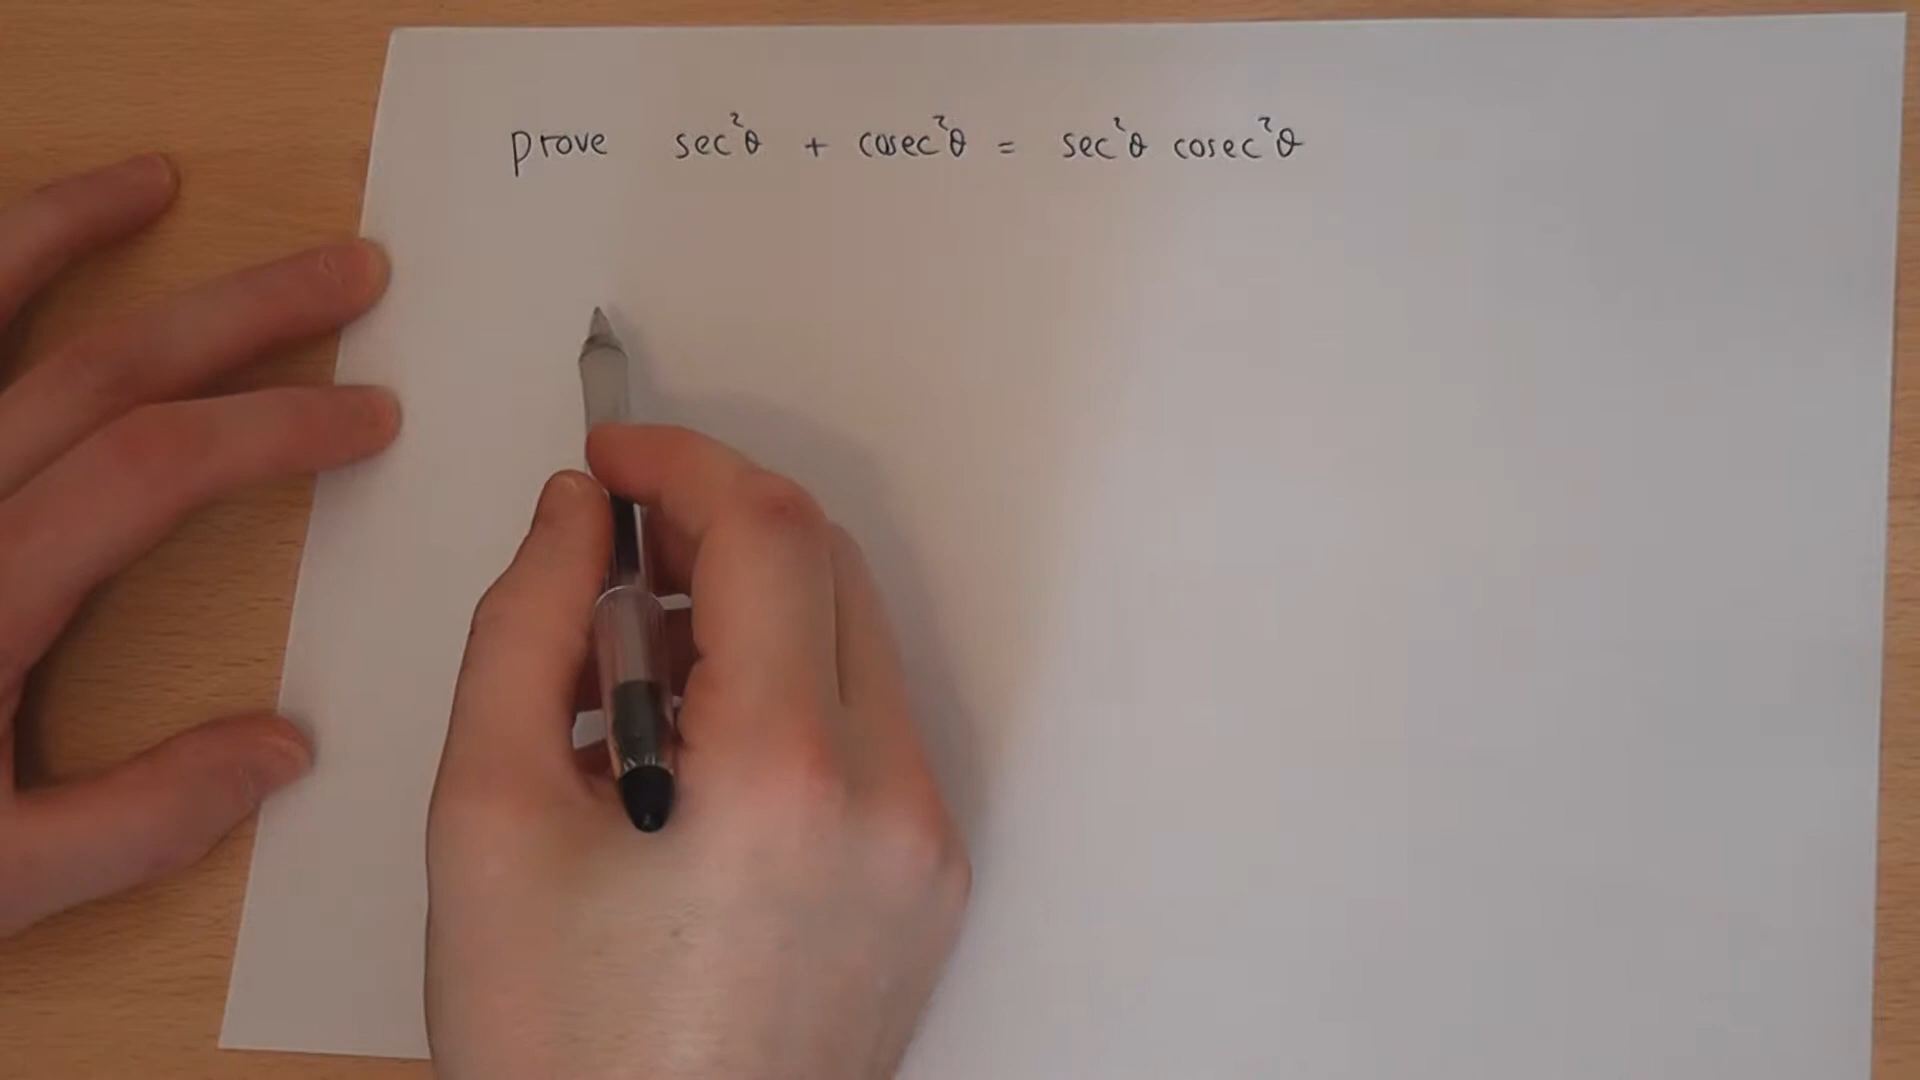 prove sec²θ + cosec²θ = sec²θ cosec²θ